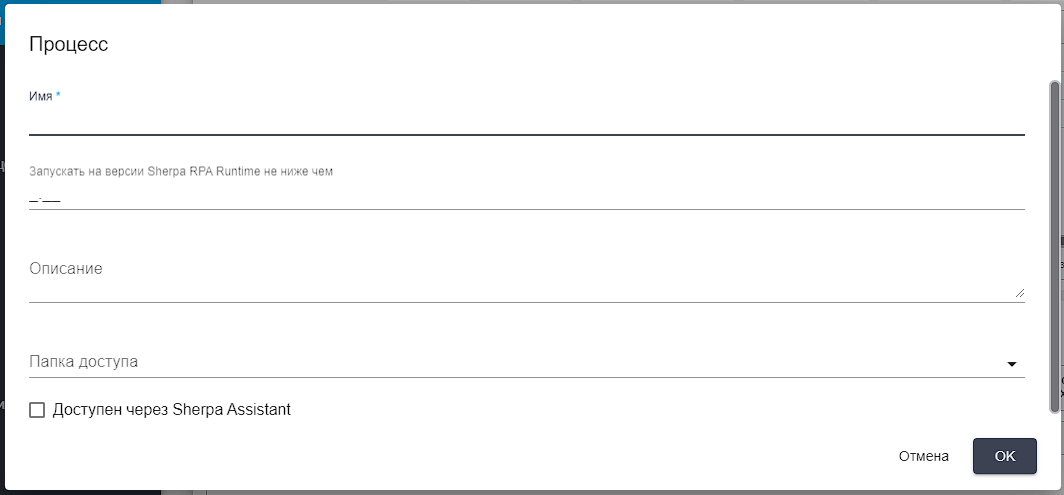 Процесс
Имя *
Запускать на версии Sherpa RPA Runtime не ниже чем
_.__
Описание
Папка доступа
Доступен через Sherpa Assistant
Отмена
OK